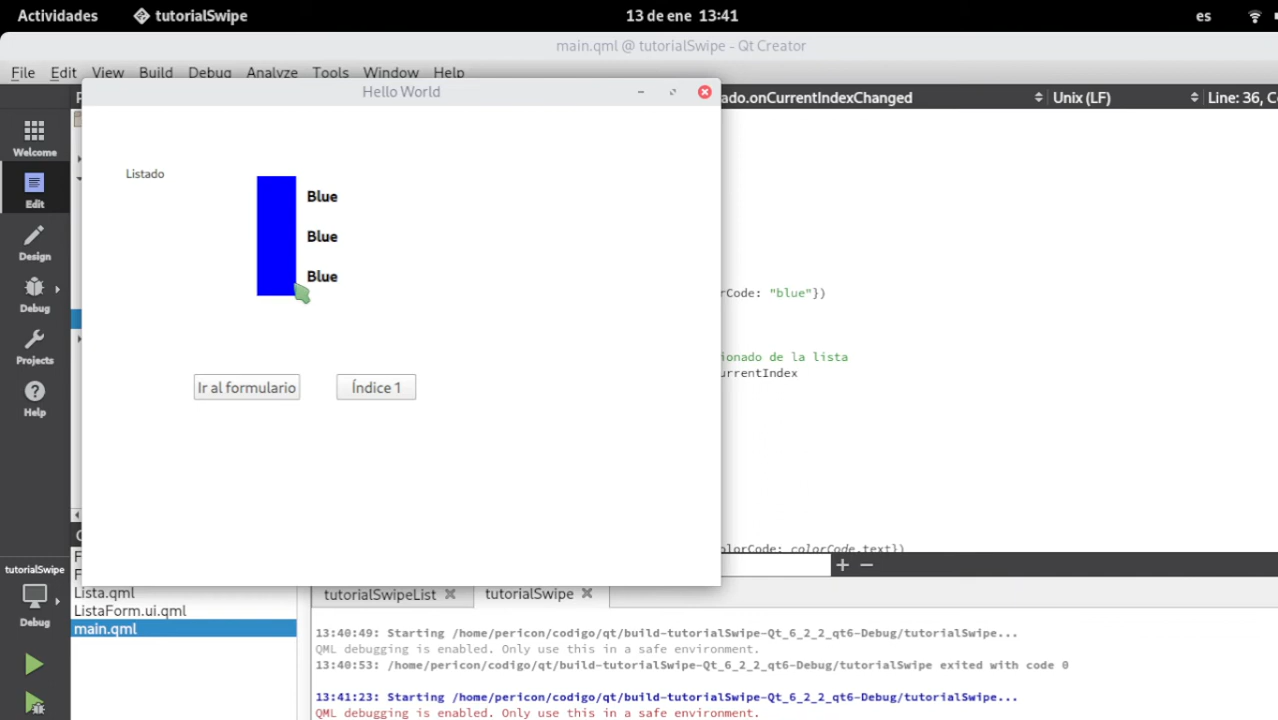 Actividades tutorialSwipe 13 de ene 13:41 es
main.qml @ tutorialSwipe - Qt Creator
File Edit View Build Debug Analyze Tools Window Help
Hello World
ado.onCurrentIndexChanged Unix (LF) Line: 36, C
Welcome
Edit
Design
Debug
Projects
Help
Listado
Blue
Blue
Blue
Ir al formulario Índice 1
rCode: "blue"})
ionado de la lista
urrentIndex
olorCode: colorCode.text})
tutorialSwipe
Debug
Lista.qml
ListaForm.ui.qml
main.qml
tutorialSwipeList tutorialSwipe
13:40:49: Starting /home/pericon/codigo/qt/build-tutorialSwipe-Qt_6_2_2_qt6-Debug/tutorialSwipe...
QML debugging is enabled. Only use this in a safe environment.
13:40:53: /home/pericon/codigo/qt/build-tutorialSwipe-Qt_6_2_2_qt6-Debug/tutorialSwipe exited with code 0
13:41:23: Starting /home/pericon/codigo/qt/build-tutorialSwipe-Qt_6_2_2_qt6-Debug/tutorialSwipe...
QML debugging is enabled. Only use this in a safe environment.